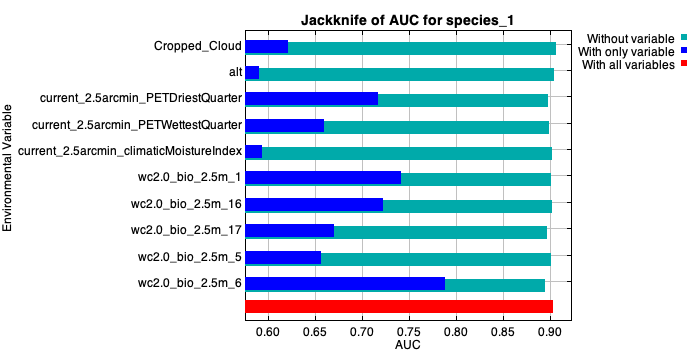 Jackknife of AUC for species_1
Without variable
With only variable
With all variables
Environmental Variable
Cropped_Cloud
alt
current_2.5arcmin_PETDriestQuarter
current_2.5arcmin_PETWettestQuarter
current_2.5arcmin_climaticMoistureIndex
wc2.0_bio_2.5m_1
wc2.0_bio_2.5m_16
wc2.0_bio_2.5m_17
wc2.0_bio_2.5m_5
wc2.0_bio_2.5m_6
0.60 0.65 0.70 0.75 0.80 0.85 0.90
AUC